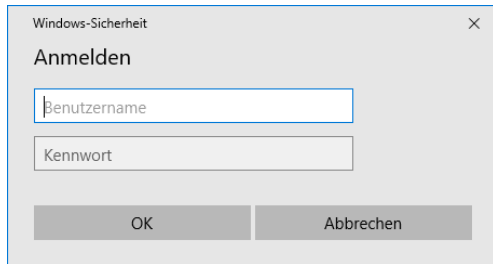 Windows-Sicherheit
Anmelden
Benutzername
Kennwort
OK
Abbrechen